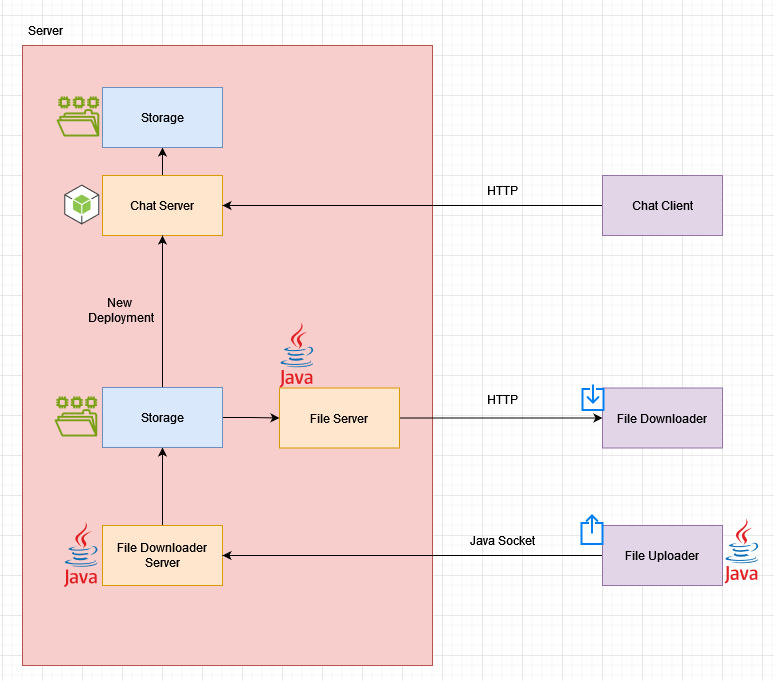 Server
Storage
Chat Server
HTTP
Chat Client
New
Deployment
Java
Storage
File Server
HTTP
File Downloader
File Downloader
Server
Java
Java Socket
File Uploader
Java